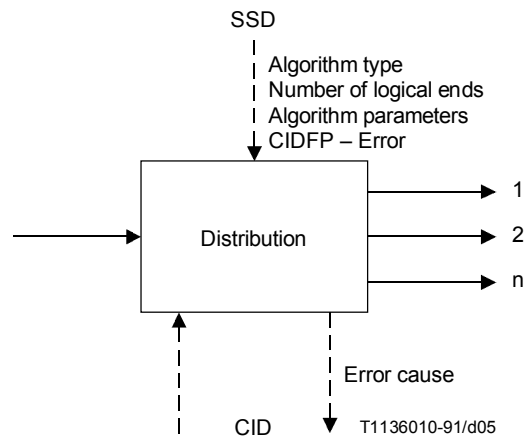 SSD
Algorithm type
Number of logical ends
Algorithm parameters
CIDFP – Error
1
Distribution
2
n
Error cause
CID
T1136010-91/d05